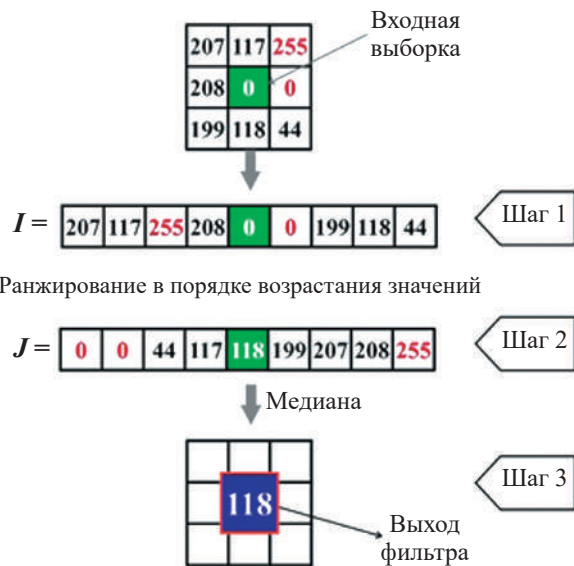 Входная
выборка
207 117 255
208 0 0
199 118 44
I = 207 117 255 208 0 0 199 118 44
Шаг 1
Ранжирование в порядке возрастания значений
J = 0 0 44 117 118 199 207 208 255
Шаг 2
Медиана
118
Шаг 3
Выход
фильтра